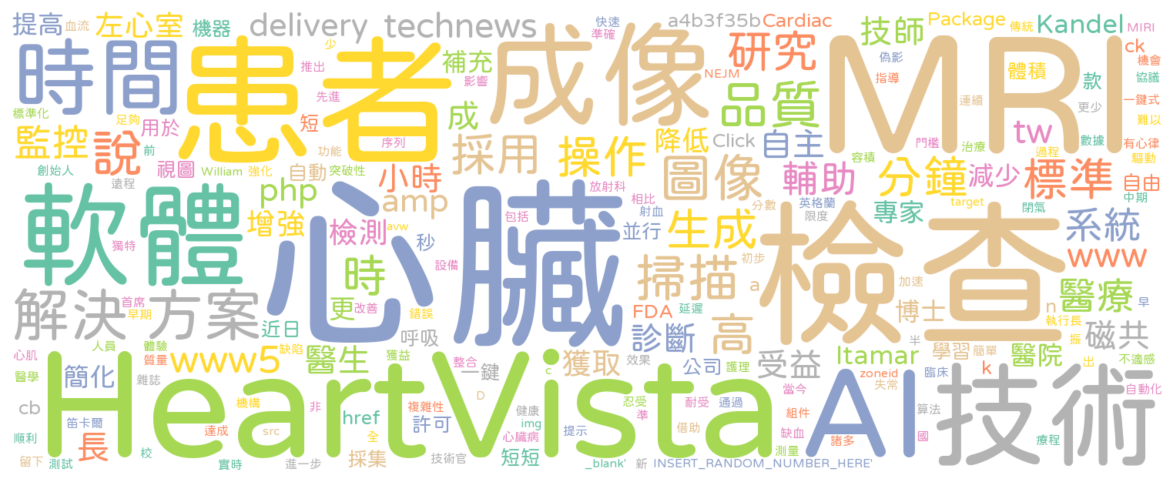 提高 血流 左心室 機器 delivery technews 快速 準確 a4b3f35b Cardiac 技師 Package 傳統 Kandel MIRI
時間 患者 少 推出 先進 補充 影響 成像 NEJM 研究 MRI 偽影 指導 體積 款 ck 機會 協議 一鍵式
標準化 監控 足夠 用於 說 前 短 成 序列 採用 操作 降低 Click 品質 自主 連續 門檻 治療 更少 tw 難以 數據 有心律
創始人 遠程 視圖 William 自動 功能 強化 突破性 php 小時 amp 放射科 圖像 相比 輔助 分鐘 減少 過程 標準 驅動 自由
軟體 增強 檢測 avw 心臟 秒 包括 射血 分數 英格蘭 限度 並行 生成 容積 檢查 專家 target 閉氣 中期 系統
獨特 時 設備 掃描 初步 a 加速 www
解決方案 首席 早期 近日 更 改善 錯誤 呼吸 FDA 延遲 診斷 高 博士 n 醫療 執行長 早 磁共 振
心肌 人員 體驗 質量 缺陷 www5 醫生 獲益 整合 一鍵 效果 獲取 公司 護理 受益 半 Itamar 學習 簡單 醫院 出 不適感
醫學 雜誌 簡化 機構 HeartVista c 當今 zoneid 失常 AI 臨床 k 技術 自動化
cb 笛卡爾 非 href 複雜性 許可 D 健康 img 忍受 準 耐受 通過 組件 算法 國 療程
順利 長 達成 src 全 心臟病 提示 借助 缺血 諸多
留下 測試 校 實時 進一步 採集 技術官 短短 _blank' 新 INSERT_RANDOM_NUMBER_HERE' 測量